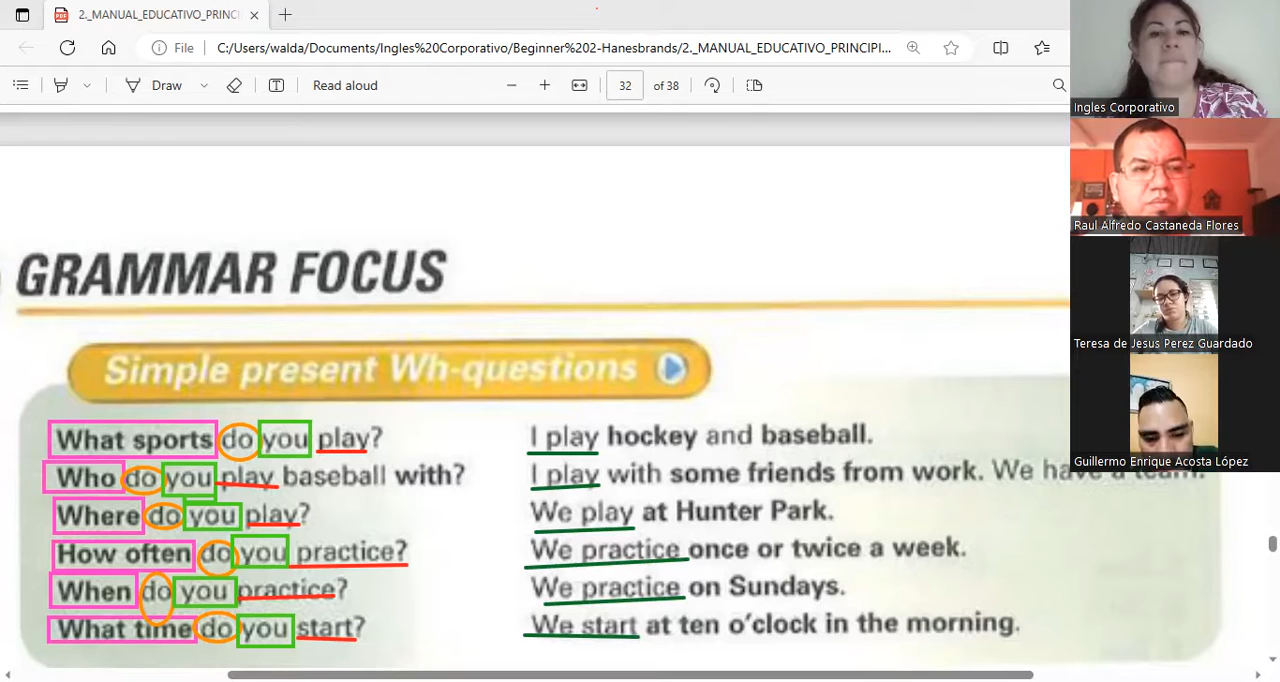 2._MANUAL_EDUCATIVO_PRINCI
File
C:/Users/walda/Documents/Ingles%20Corporativo/Beginner%202-Hanesbrands/2._MANUAL_EDUCATIVO_PRINCIPI...
Draw
Read aloud
32
of 38
GRAMMAR FOCUS
Simple present Wh-questions
What sports do you play? I play hockey and baseball.
Who do you play baseball with? I play with some friends from work. We have a team.
Where do you play? We play at Hunter Park.
How often do you practice? We practice once or twice a week.
When do you practice? We practice on Sundays.
What time do you start? We start at ten o'clock in the morning.
Ingles Corporativo
Raul Alfredo Castaneda Flores
Teresa de Jesus Perez Guardado
Guillermo Enrique Acosta López